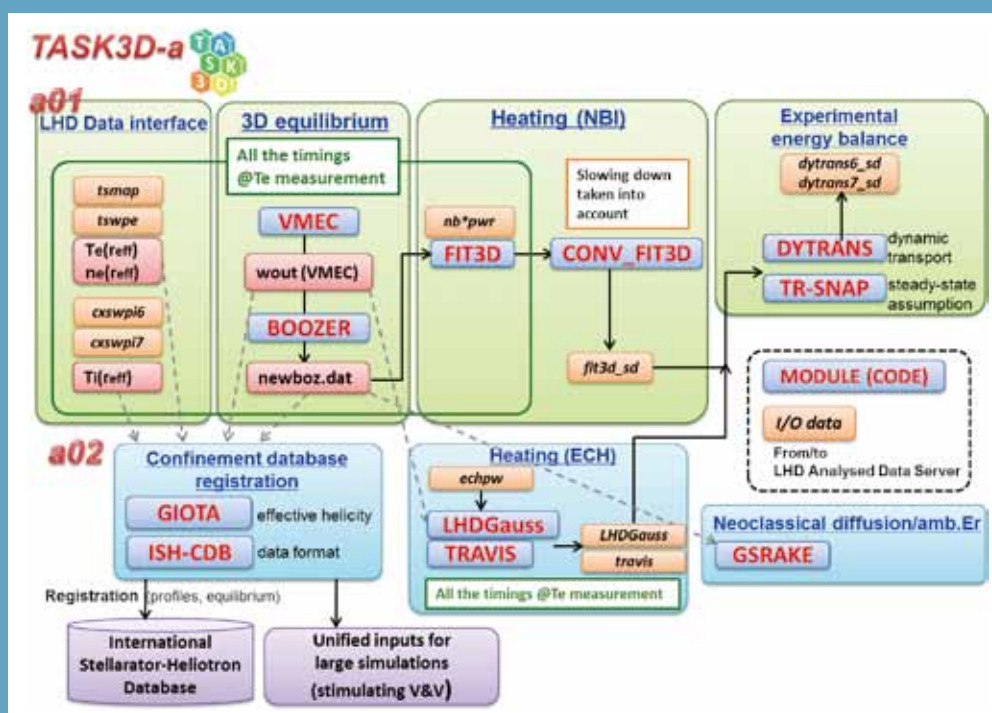 TASK3D-a
TASK3D
a01
LHD Data interface
tsmap
tswpe
Te(reff)
ne(reff)
cxswpi6
cxswpi7
Ti(reff)
3D equilibrium
All the timings
@Te measurement
VMEC
wout (VMEC)
BOOZER
newboz.dat
Heating (NBI)
nb*pwr
FIT3D
Slowing down
taken into
account
CONV_FIT3D
fit3d_sd
Experimental
energy balance
dytrans6_sd
dytrans7_sd
DYTRANS
dynamic
transport
TR-SNAP
steady-state
assumption
MODULE (CODE)
I/O data
From/to
LHD Analysed Data Server
a02
Confinement database
registration
GIOTA
effective helicity
ISH-CDB
data format
Registration (profiles, equilibrium)
International
Stellarator-Heliotron
Database
Unified inputs for
large simulations
(stimulating V&V)
Heating (ECH)
echpw
LHDGauss
TRAVIS
LHDGauss
travis
All the timings @Te measurement
Neoclassical diffusion/amb.Er
GSRAKE